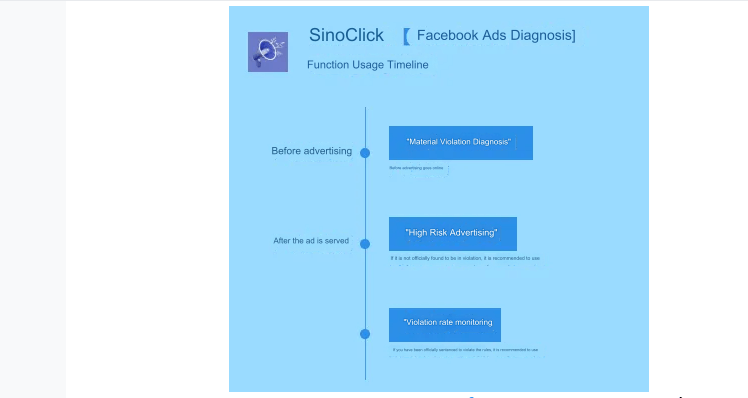 SinoClick 【 Facebook Ads Diagnosis]
Function Usage Timeline
Before advertising
"Material Violation Diagnosis"
Before advertising goes online
After the ad is served
"High Risk Advertising"
If it is not officially found to be in violation, it is recommended to use
"Violation rate monitoring
If you have been officially sentenced to violate the rules, it is recommended to use